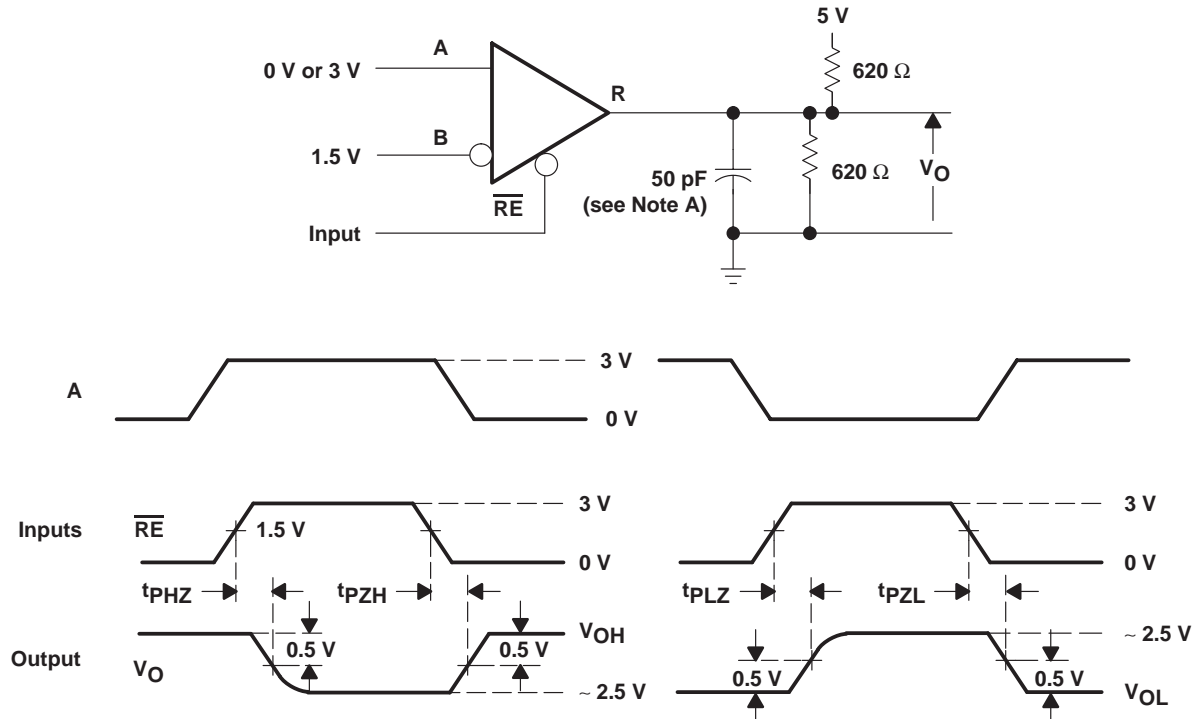 5 V
A
620 Ω
0 V or 3 V
R
B
1.5 V
VO
50 pF
(see Note A)
620 Ω
RE
Input
3 V
A
0 V
3 V
3 V
Inputs
RE
1.5 V
0 V
0 V
tPHZ
tPZH
tPLZ
tPZL
VOH
~ 2.5 V
0.5 V
0.5 V
Output
VO
0.5 V
0.5 V
~ 2.5 V
VOL